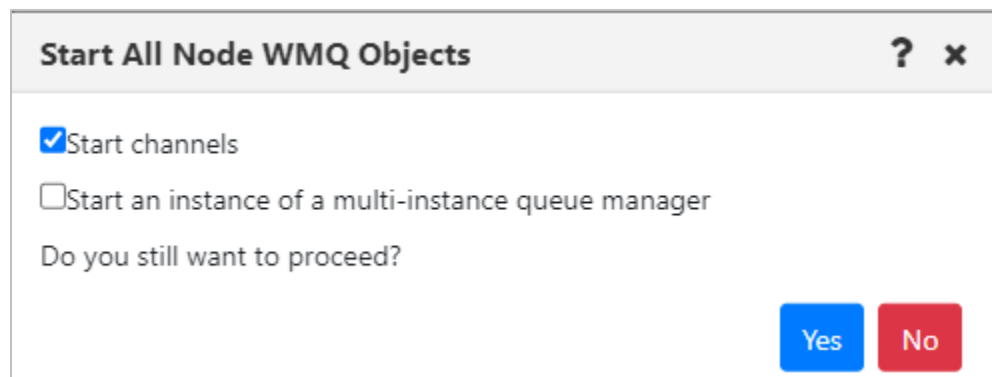 Start All Node WMQ Objects ? ×
Start channels
Start an instance of a multi-instance queue manager
Do you still want to proceed?
Yes No